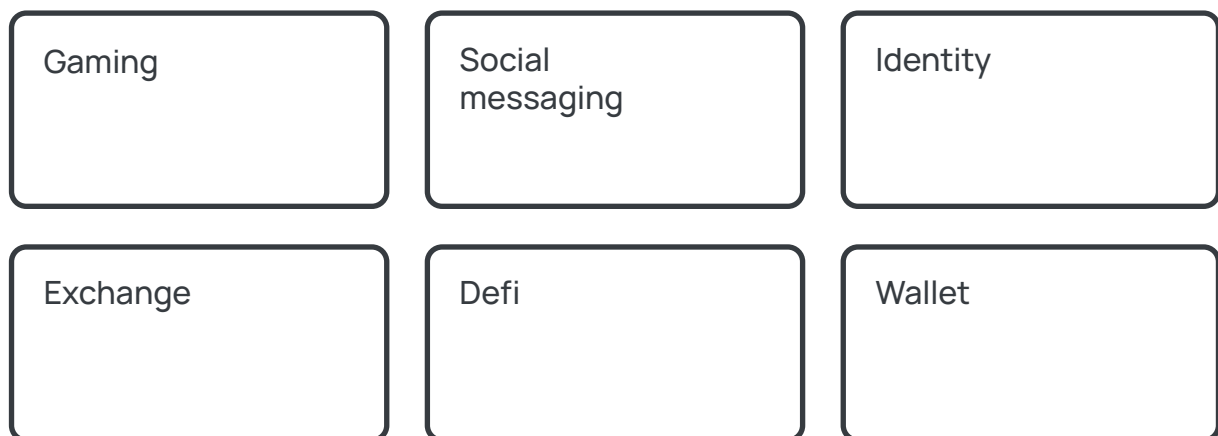 Gaming
Social
messaging
Identity
Exchange
Defi
Wallet